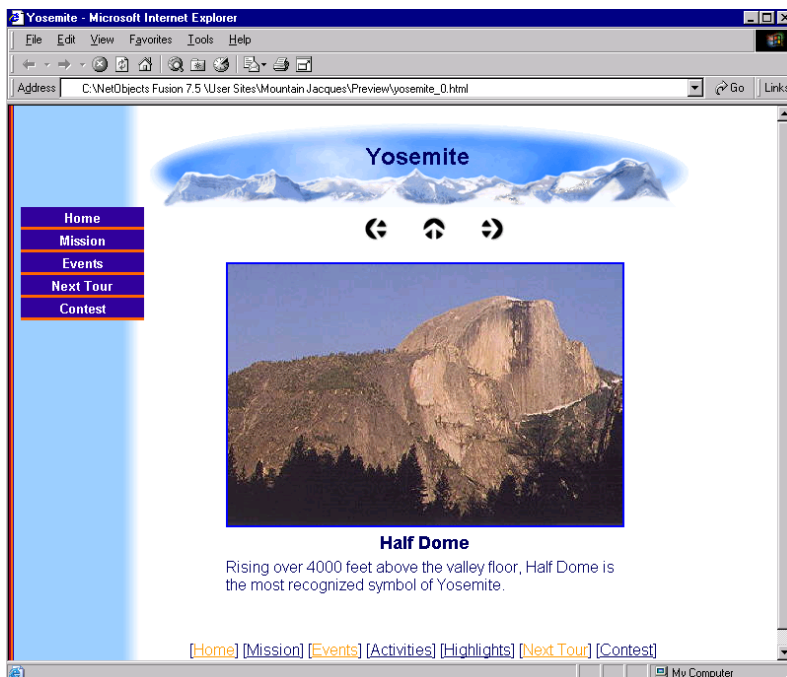 Yosemite - Microsoft Internet Explorer
File Edit View Favorites Tools Help
Address C:\NetObjects Fusion 7.5 \User Sites\Mountain Jacques\Preview\yosemite_0.html Go Links
Yosemite
Home
Mission
Events
Next Tour
Contest
Half Dome
Rising over 4000 feet above the valley floor, Half Dome is
the most recognized symbol of Yosemite.
[Home] [Mission] [Events] [Activities] [Highlights] [Next Tour] [Contest]
My Computer